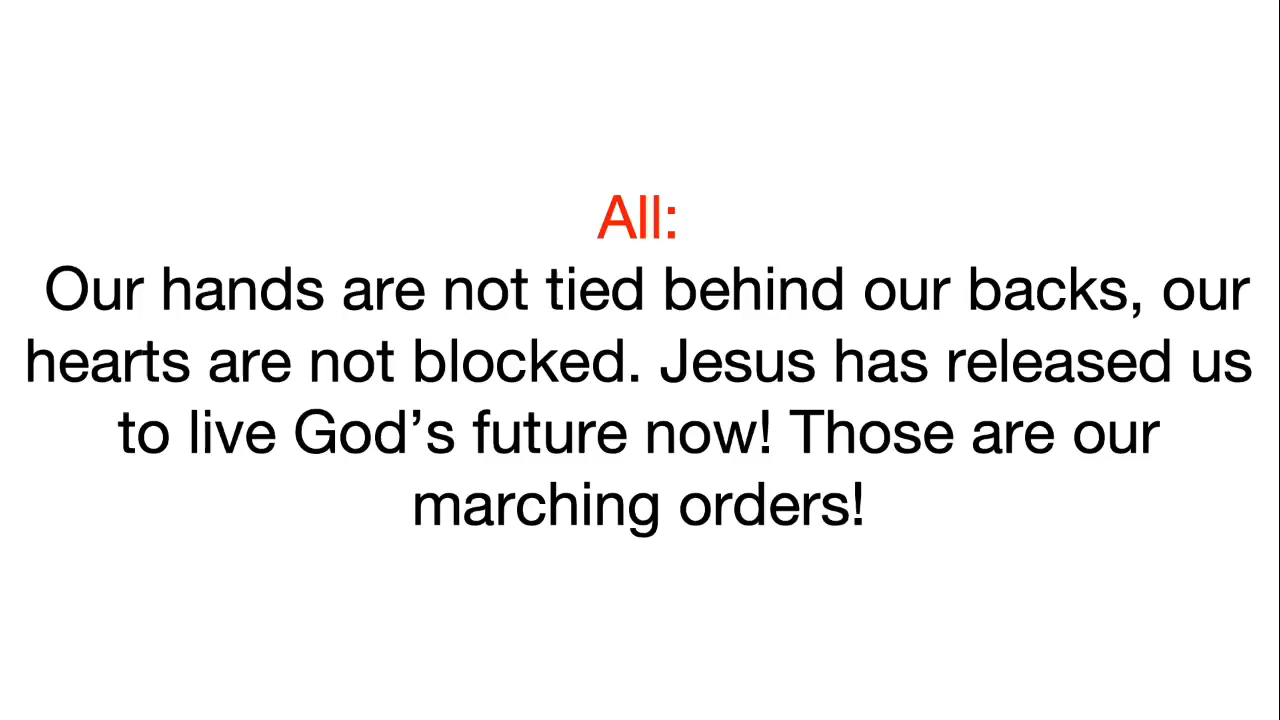 All:
Our hands are not tied behind our backs, our
hearts are not blocked. Jesus has released us
to live God’s future now! Those are our
marching orders!